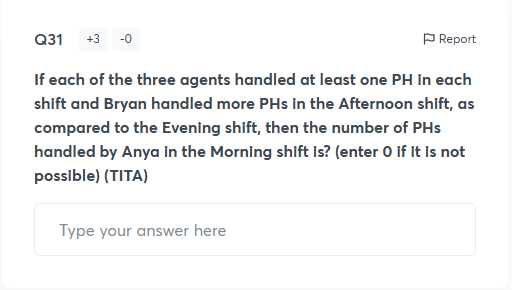 Q31 +3 -0 Report
If each of the three agents handled at least one PH in each
shift and Bryan handled more PHs in the Afternoon shift, as
compared to the Evening shift, then the number of PHs
handled by Anya in the Morning shift is? (enter 0 if it is not
possible) (TITA)
Type your answer here